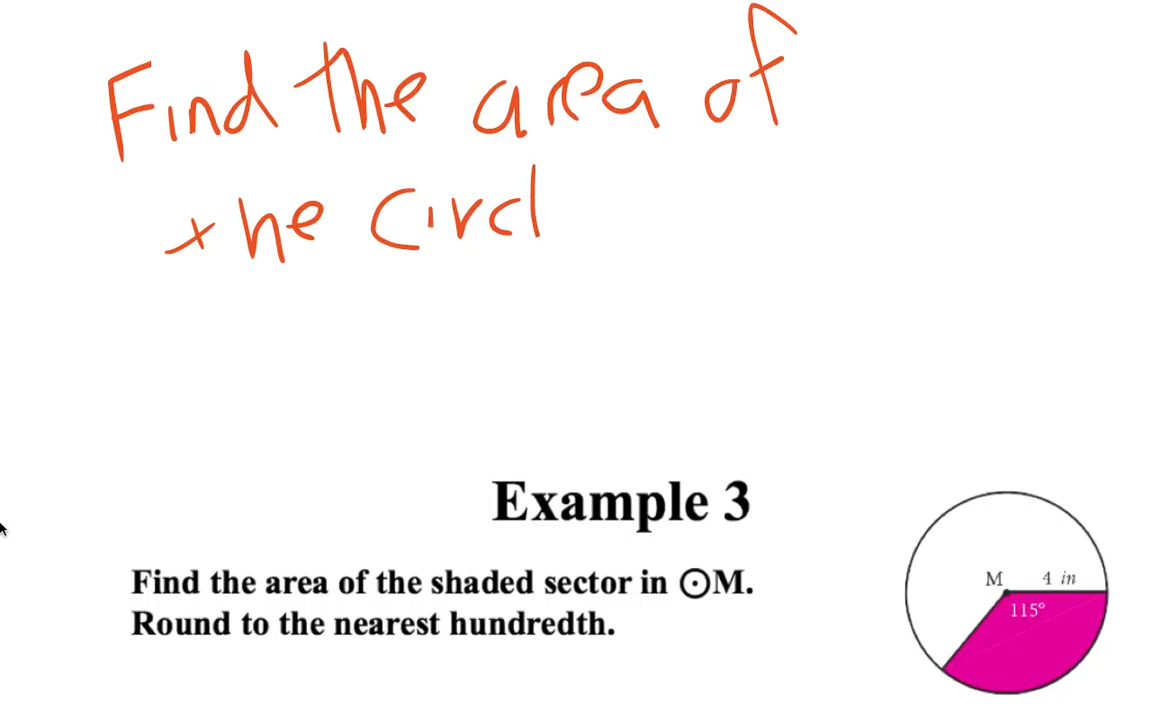 Find the area of
the Circl
Example 3
Find the area of the shaded sector in ⊙M.
Round to the nearest hundredth.
M 4 in
115°